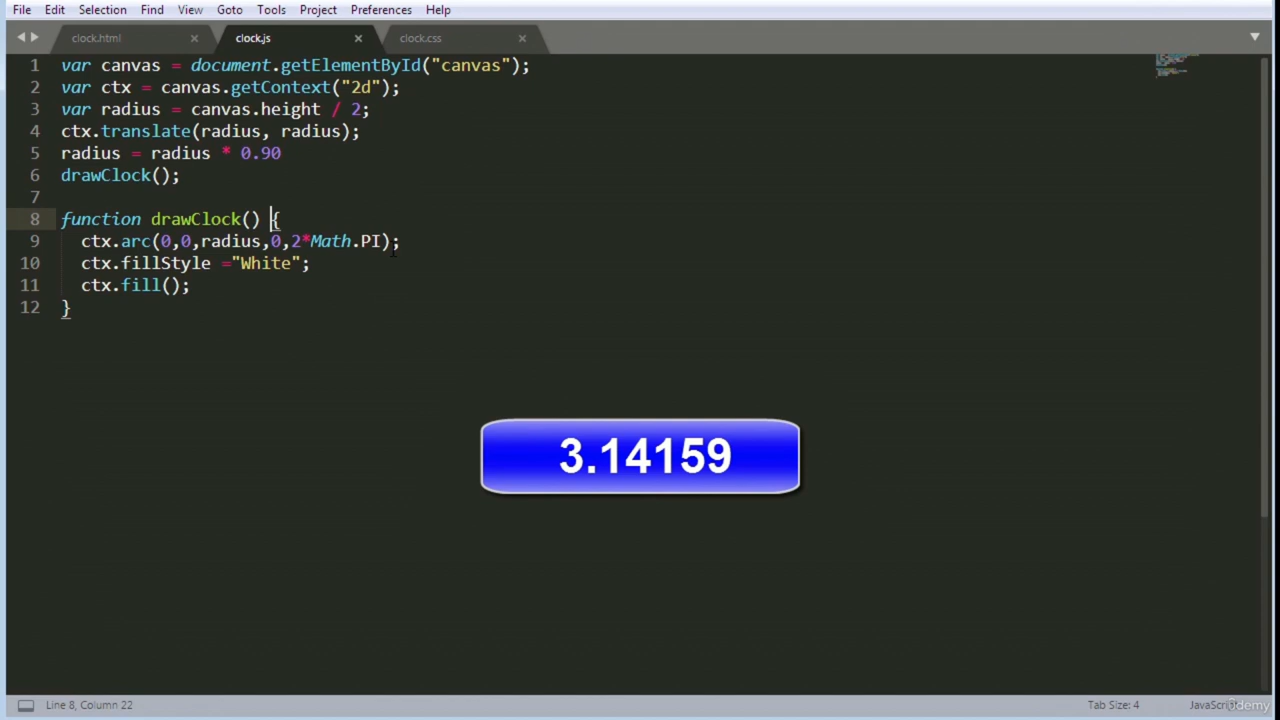 File Edit Selection Find View Goto Tools Project Preferences Help
clock.html × clock.js × clock.css ×
1 var canvas = document.getElementById("canvas");
2 var ctx = canvas.getContext("2d");
3 var radius = canvas.height / 2;
4 ctx.translate(radius, radius);
5 radius = radius * 0.90
6 drawClock();
7
8 function drawClock() {
9 ctx.arc(0,0,radius,0,2*Math.PI);
10 ctx.fillStyle ="White";
11 ctx.fill();
12 }
3.14159
Line 8, Column 22 Tab Size: 4 JavaScript